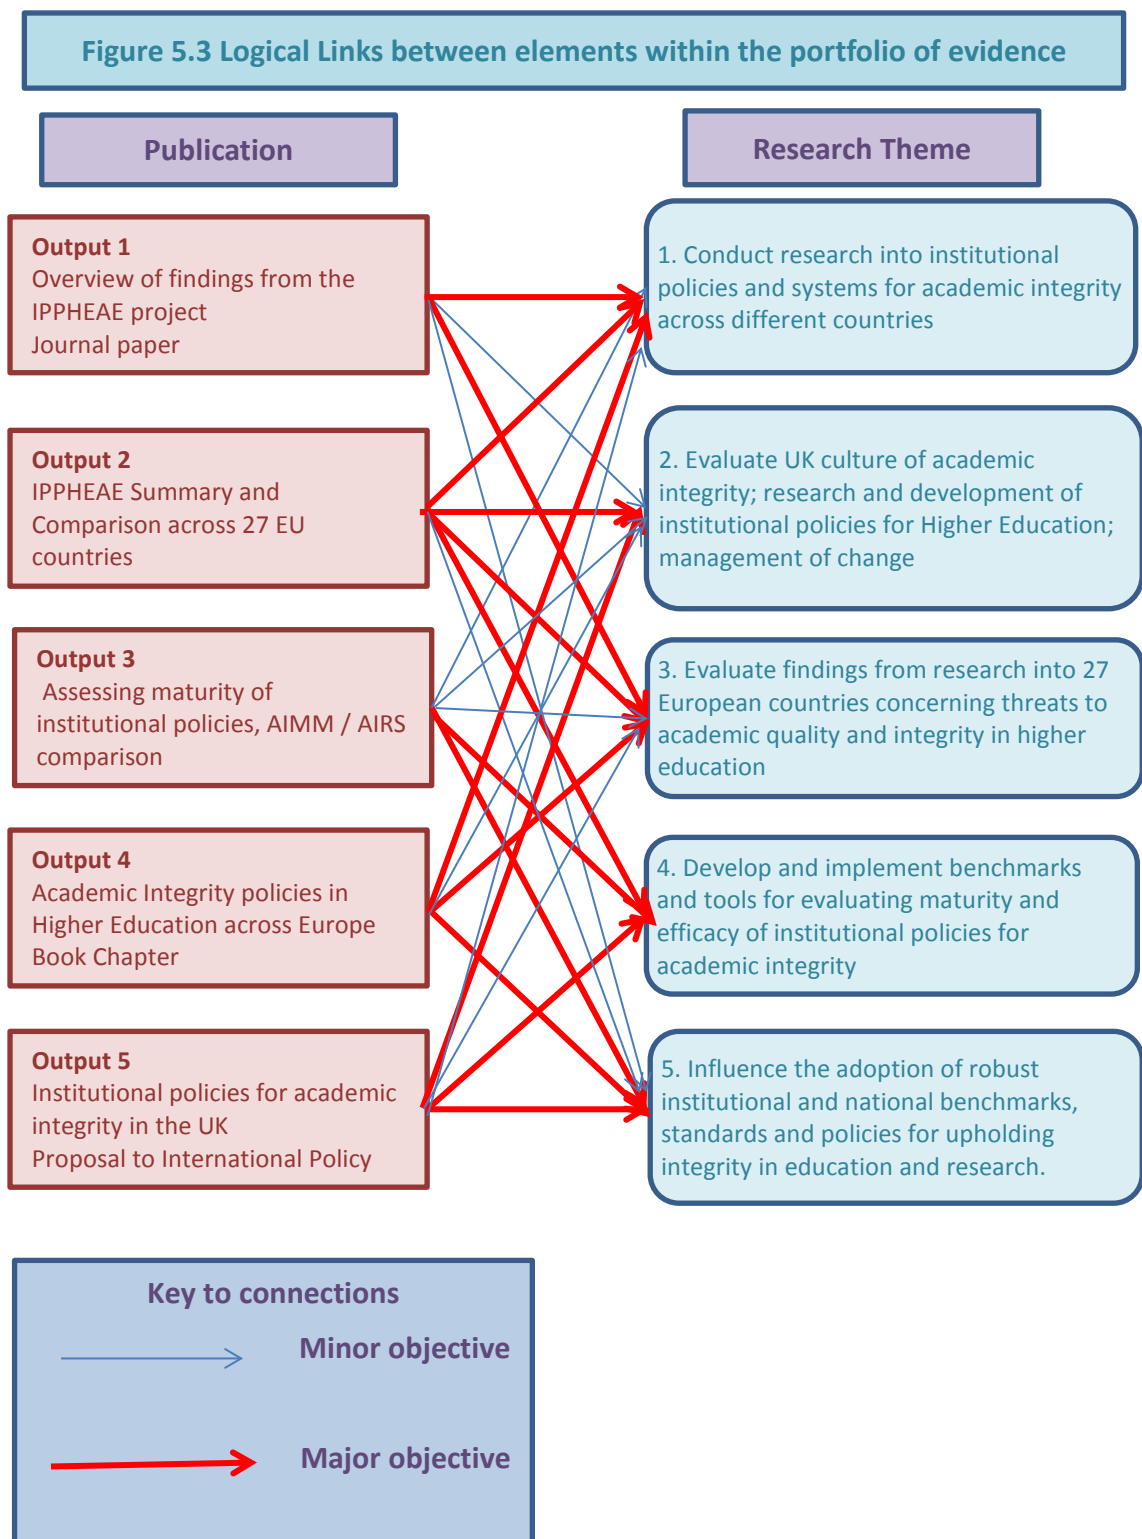 Figure 5.3 Logical Links between elements within the portfolio of evidence
Publication
Research Theme
Output 1
Overview of findings from the
IPPHEAE project
Journal paper
1. Conduct research into institutional
policies and systems for academic integrity
across different countries
Output 2
IPPHEAE Summary and
Comparison across 27 EU
countries
2. Evaluate UK culture of academic
integrity; research and development of
institutional policies for Higher Education;
management of change
Output 3
Assessing maturity of
institutional policies, AIMM / AIRS
comparison
3. Evaluate findings from research into 27
European countries concerning threats to
academic quality and integrity in higher
education
Output 4
Academic Integrity policies in
Higher Education across Europe
Book Chapter
4. Develop and implement benchmarks
and tools for evaluating maturity and
efficacy of institutional policies for
academic integrity
Output 5
Institutional policies for academic
integrity in the UK
Proposal to International Policy
5. Influence the adoption of robust
institutional and national benchmarks,
standards and policies for upholding
integrity in education and research.
Key to connections
Minor objective
Major objective